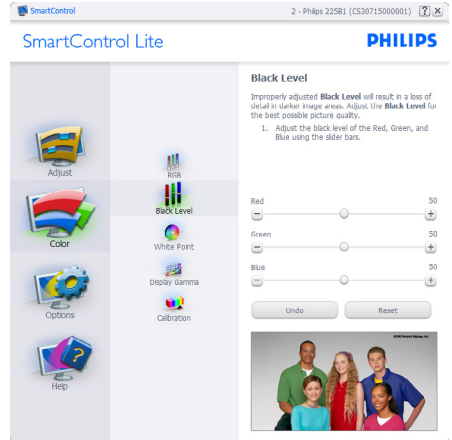 SmartControl
2 - Philips 225B1 (CS30715000001)
?
SmartControl Lite
PHILIPS
Adjust
Color
Options
Help
RGB
Black Level
White Point
Display Gamma
Calibration
Black Level
Improperly adjusted Black Level will result in a loss of
detail in darker image areas. Adjust the Black Level for
the best possible picture quality.
1. Adjust the black level of the Red, Green, and
Blue using the slider bars.
Red 50
Green 50
Blue 50
Undo
Reset